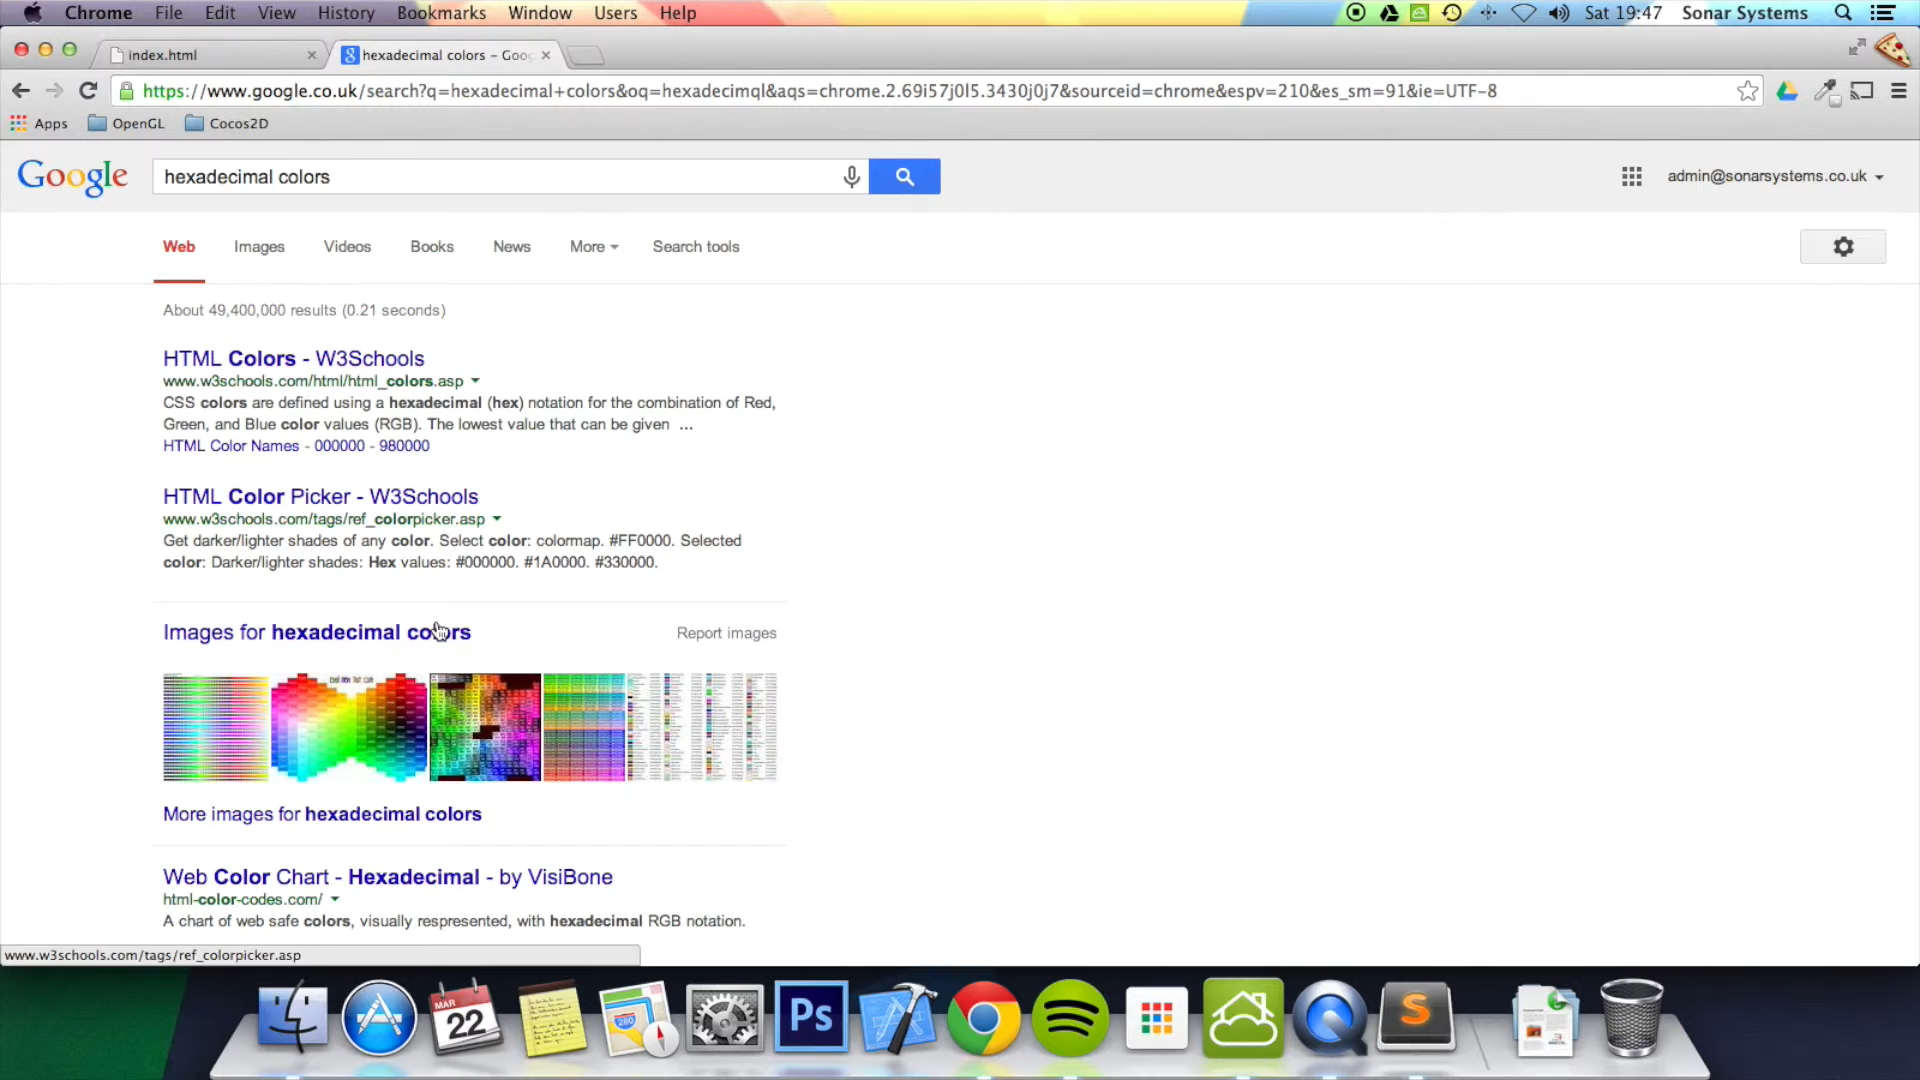 Chrome File Edit View History Bookmarks Window Users Help Sat 19:47 Sonar Systems
index.html hexadecimal colors – Goo
https://www.google.co.uk/search?q=hexadecimal+colors&oq=hexadecimql&aqs=chrome.2.69i57j0l5.3430j0j7&sourceid=chrome&espv=210&es_sm=91&ie=UTF-8
Apps OpenGL Cocos2D
Google hexadecimal colors admin@sonarsystems.co.uk
Web Images Videos Books News More Search tools
About 49,400,000 results (0.21 seconds)
HTML Colors - W3Schools
www.w3schools.com/html/html_colors.asp
CSS colors are defined using a hexadecimal (hex) notation for the combination of Red,
Green, and Blue color values (RGB). The lowest value that can be given ...
HTML Color Names - 000000 - 980000
HTML Color Picker - W3Schools
www.w3schools.com/tags/ref_colorpicker.asp
Get darker/lighter shades of any color. Select color: colormap. #FF0000. Selected
color: Darker/lighter shades: Hex values: #000000. #1A0000. #330000.
Images for hexadecimal colors Report images
More images for hexadecimal colors
Web Color Chart - Hexadecimal - by VisiBone
html-color-codes.com/
A chart of web safe colors, visually respresented, with hexadecimal RGB notation.
www.w3schools.com/tags/ref_colorpicker.asp
MAR
22
280
Ps
S